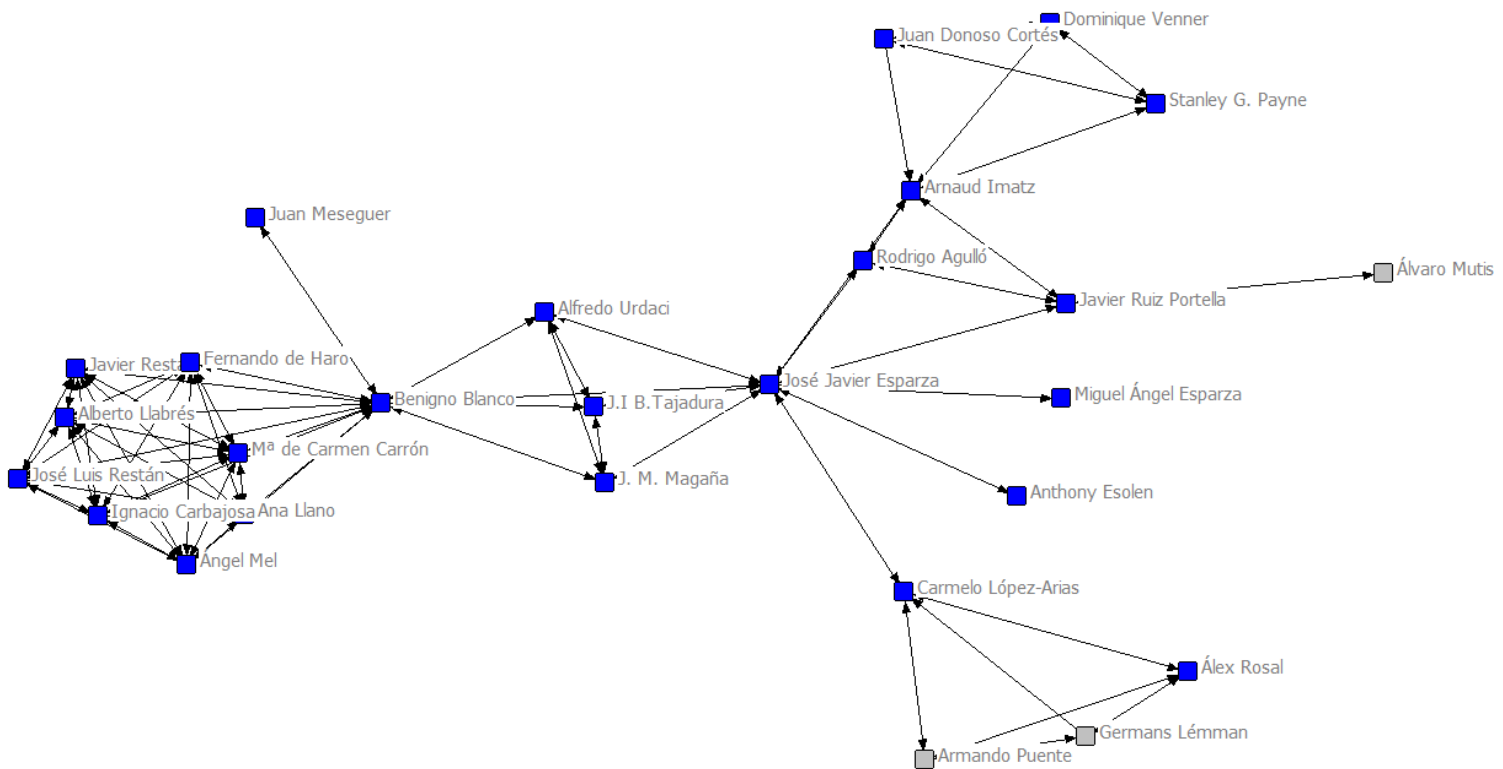 Dominique Venner
Juan Donoso Cortés
Stanley G. Payne
Arnaud Imatz
Juan Meseguer
Rodrigo Agulló
Álvaro Mutis
Javier Ruiz Portella
Alfredo Urdaci
Fernando de Haro
Javier Resta
José Javier Esparza
Miguel Ángel Esparza
Benigno Blanco
J.I B.Tajadura
Alberto Llabrés
Mª de Carmen Carrón
José Luis Restán
J. M. Magaña
Anthony Esolen
Ignacio Carbajosa
Ana Llano
Ángel Mel
Carmelo López-Arias
Álex Rosal
Germans Lémman
Armando Puente